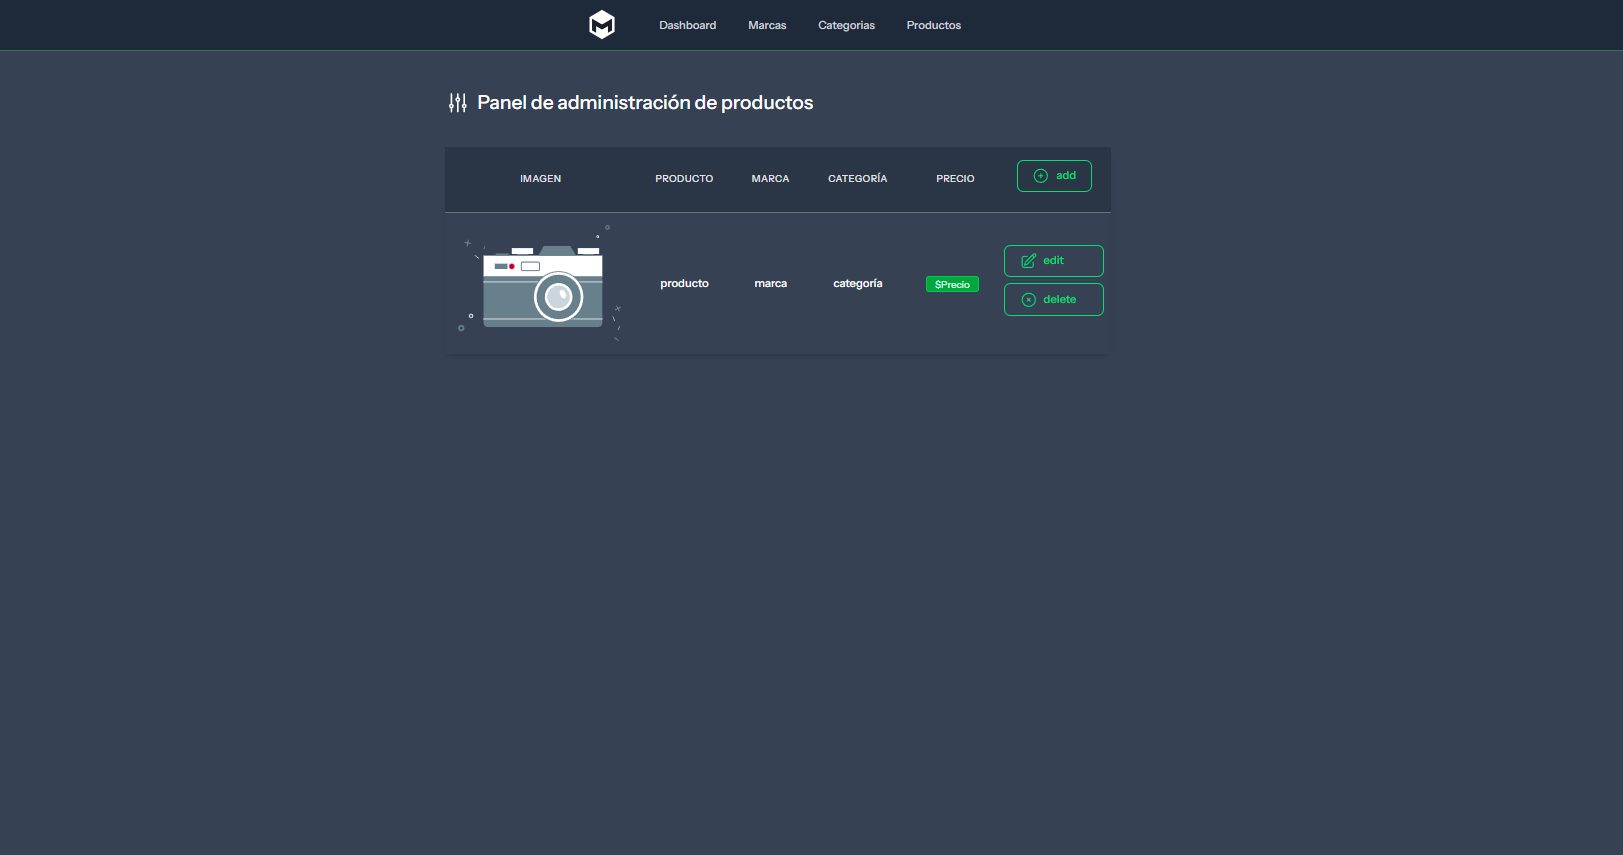 Dashboard Marcas Categorias Productos
Panel de administración de productos
IMAGEN PRODUCTO MARCA CATEGORÍA PRECIO add
producto marca categoría $Precio edit
delete